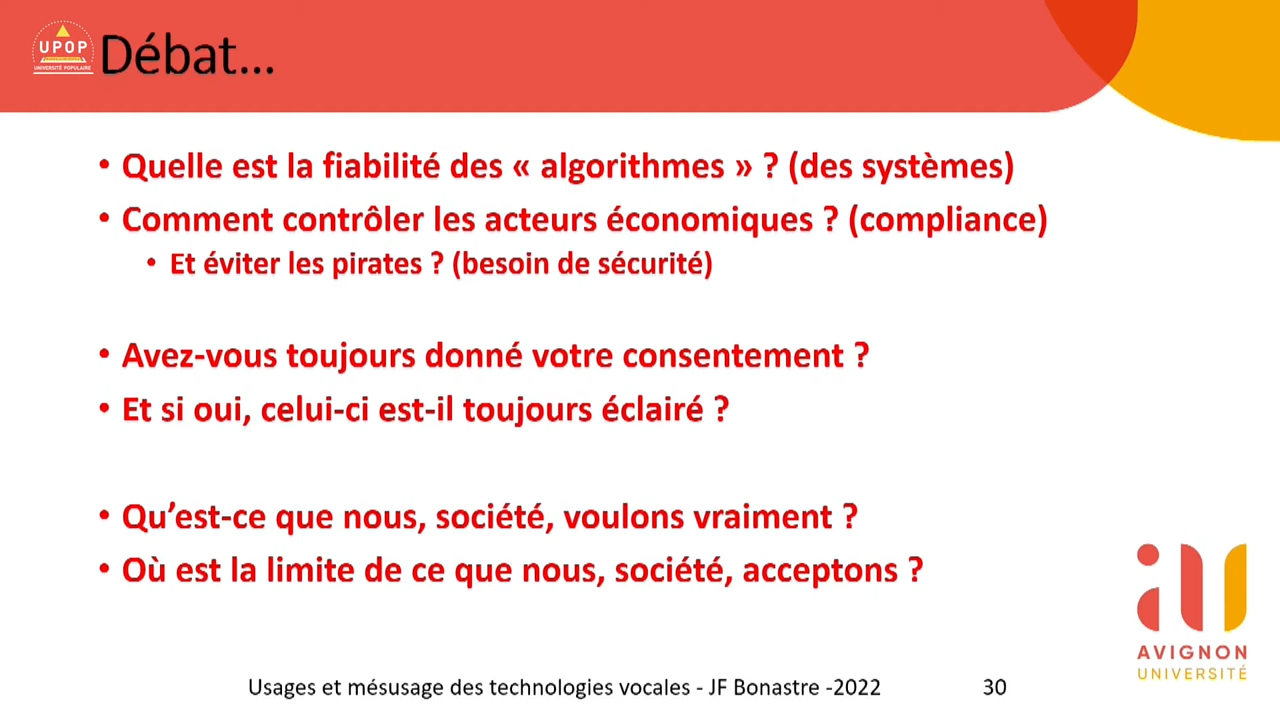 UPOP
UNIVERSITÉ POPULAIRE
Débat...
• Quelle est la fiabilité des « algorithmes » ? (des systèmes)
• Comment contrôler les acteurs économiques ? (compliance)
• Et éviter les pirates ? (besoin de sécurité)
• Avez-vous toujours donné votre consentement ?
• Et si oui, celui-ci est-il toujours éclairé ?
• Qu’est-ce que nous, société, voulons vraiment ?
• Où est la limite de ce que nous, société, acceptons ?
au
AVIGNON
UNIVERSITÉ
Usages et mésusage des technologies vocales - JF Bonastre -2022 30